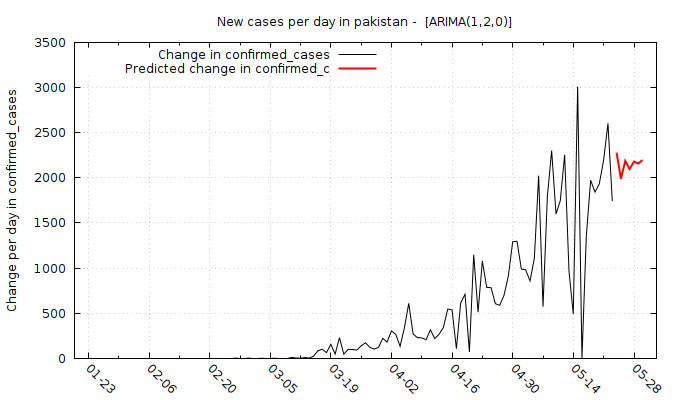 New cases per day in pakistan -  [ARIMA(1,2,0)]
Change in confirmed_cases
Predicted change in confirmed_c
Change per day in confirmed_cases
3500
3000
2500
2000
1500
1000
500
0
01-23 02-06 02-20 03-05 03-19 04-02 04-16 04-30 05-14 05-28